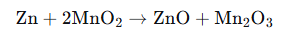 Zn + 2MnO₂ → ZnO + Mn₂O₃